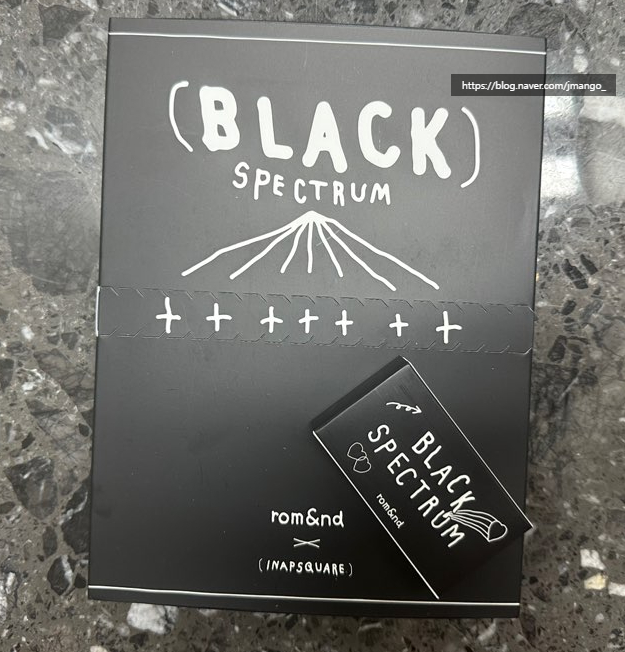 https://blog.naver.com/jmango_
(BLACK)
SPECTRUM
+ + + + + + +
BLACK
SPECTRUM
rom&nd
rom&nd
×
(INAPSQUARE)